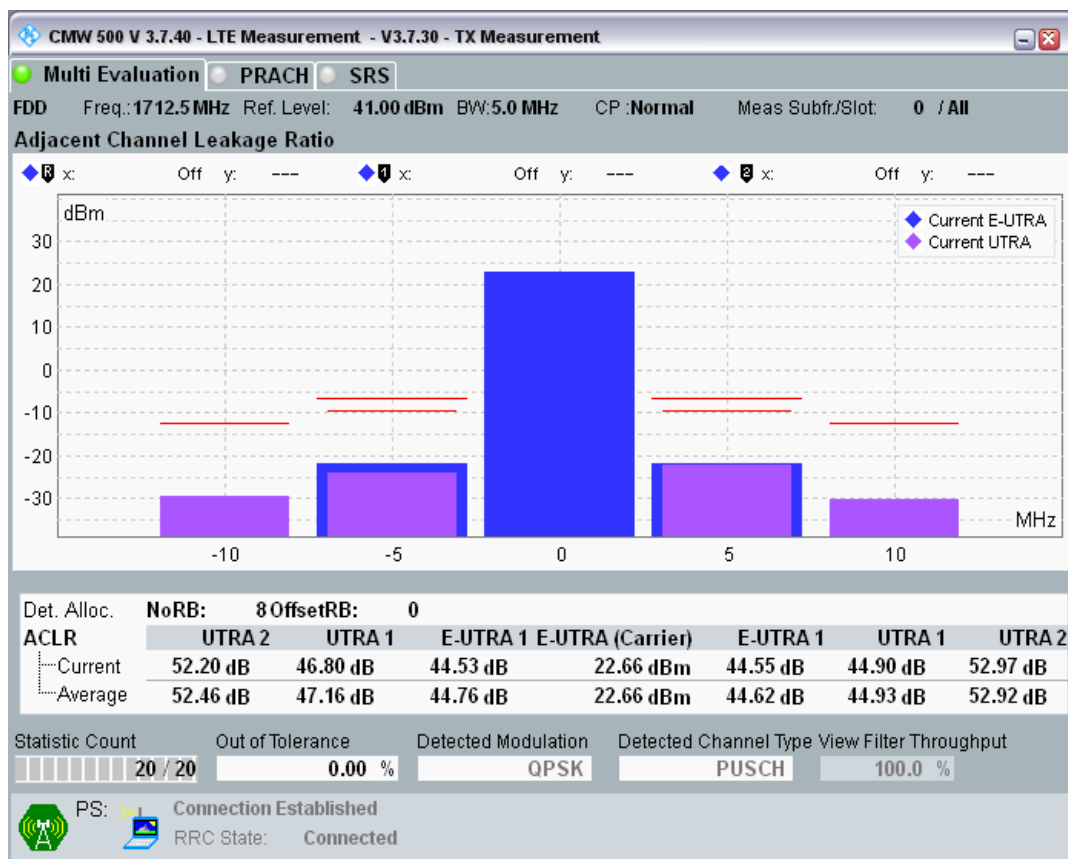 CMW 500 V 3.7.40 - LTE Measurement - V3.7.30 - TX Measurement
Multi Evaluation PRACH SRS
FDD Freq.:1712.5 MHz Ref. Level: 41.00 dBm BW:5.0 MHz CP :Normal Meas Subfr./Slot: 0 / All
Adjacent Channel Leakage Ratio
R x: Off y: --- 1 x: Off y: --- 2 x: Off y: ---
dBm
Current E-UTRA
Current UTRA
30
20
10
0
-10
-20
-30
MHz
-10 -5 0 5 10
Det. Alloc. NoRB: 8 OffsetRB: 0
ACLR UTRA 2 UTRA 1 E-UTRA 1 E-UTRA (Carrier) E-UTRA 1 UTRA 1 UTRA 2
Current 52.20 dB 46.80 dB 44.53 dB 22.66 dBm 44.55 dB 44.90 dB 52.97 dB
Average 52.46 dB 47.16 dB 44.76 dB 22.66 dBm 44.62 dB 44.93 dB 52.92 dB
Statistic Count Out of Tolerance Detected Modulation Detected Channel Type View Filter Throughput
20 / 20 0.00 % QPSK PUSCH 100.0 %
PS: Connection Established
RRC State: Connected